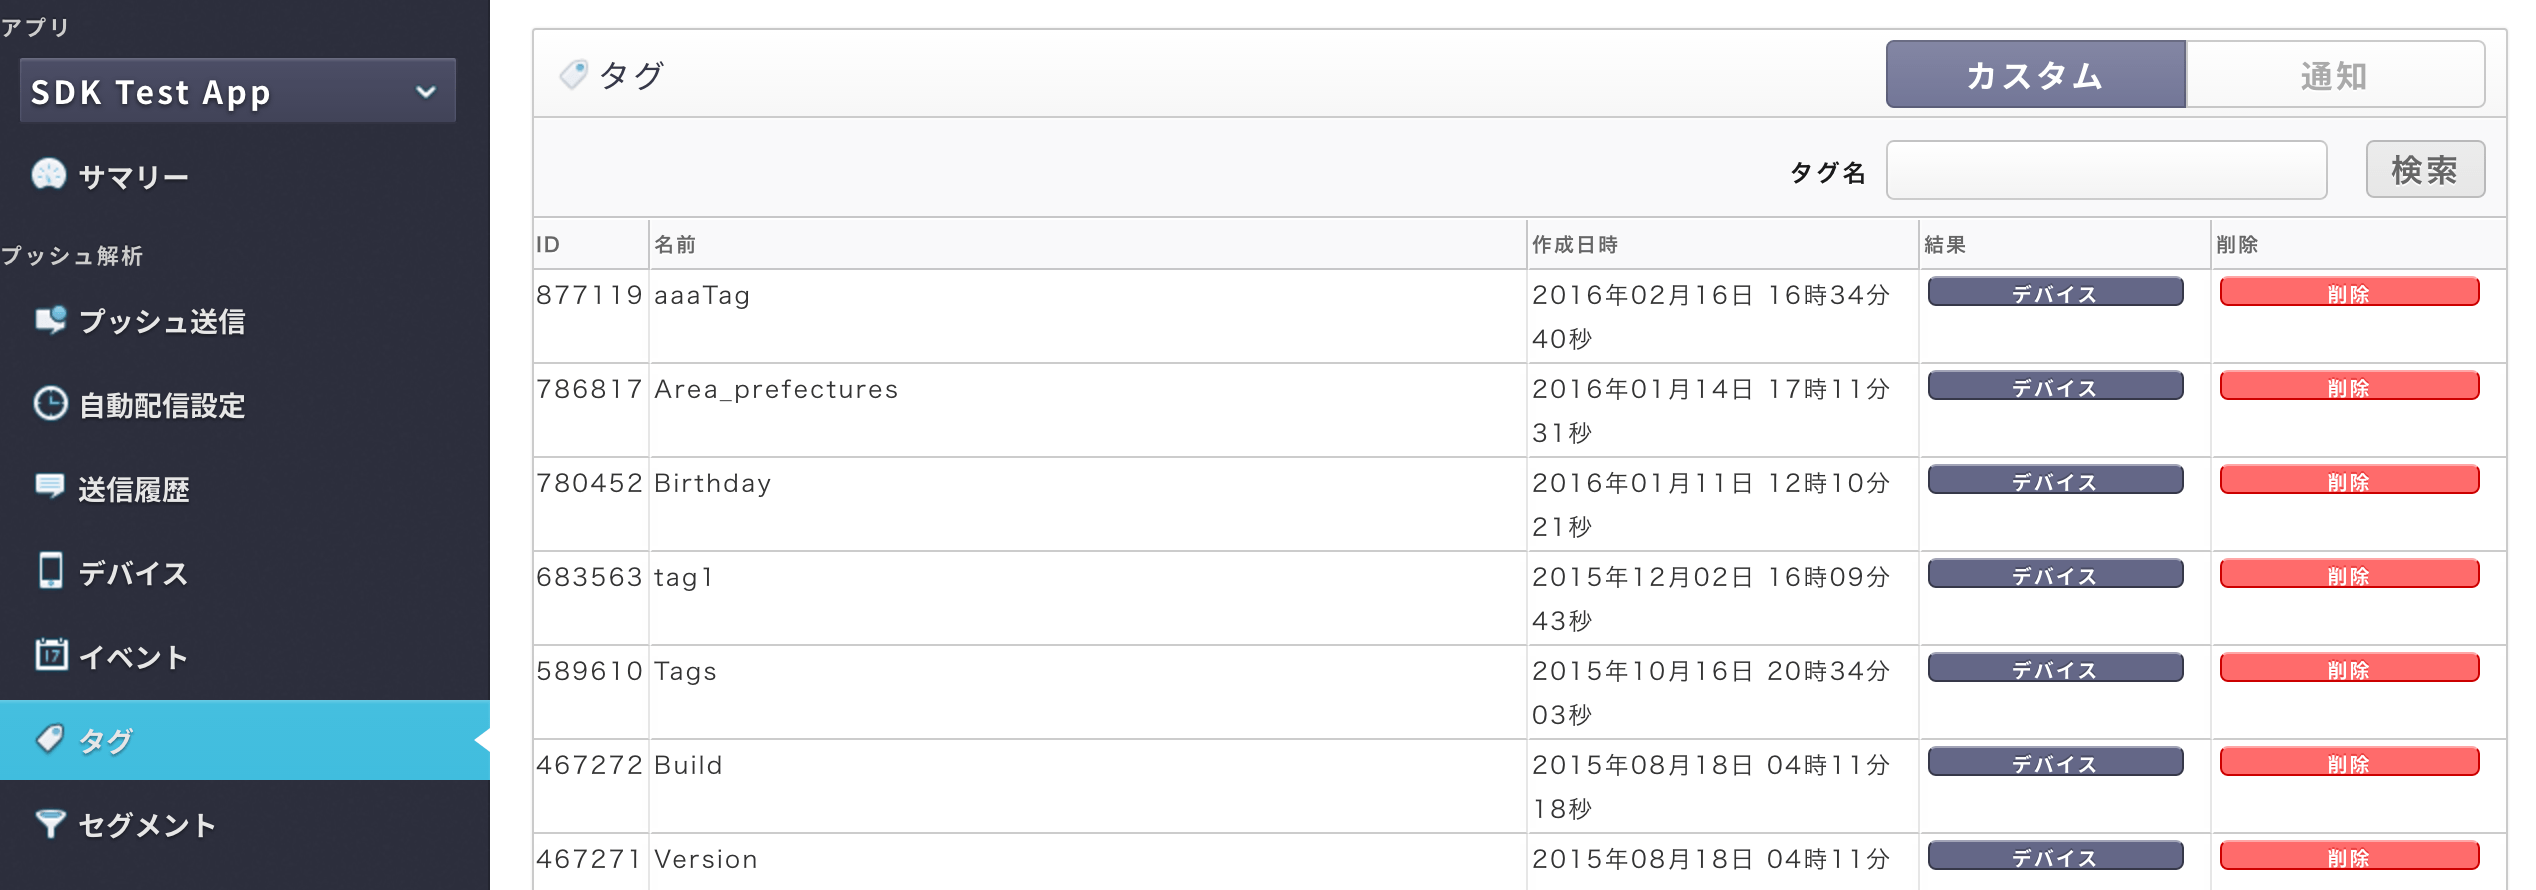 アプリ
SDK Test App
サマリー
プッシュ解析
プッシュ送信
自動配信設定
送信履歴
デバイス
17
イベント
タグ
セグメント
タグ
カスタム 通知
タグ名 検索
ID 名前 作成日時 結果 削除
877119 aaaTag 2016年02月16日 16時34分 デバイス 削除
40秒
786817 Area_prefectures 2016年01月14日 17時11分 デバイス 削除
31秒
780452 Birthday 2016年01月11日 12時10分 デバイス 削除
21秒
683563 tag1 2015年12月02日 16時09分 デバイス 削除
43秒
589610 Tags 2015年10月16日 20時34分 デバイス 削除
03秒
467272 Build 2015年08月18日 04時11分 デバイス 削除
18秒
467271 Version 2015年08月18日 04時11分 デバイス 削除